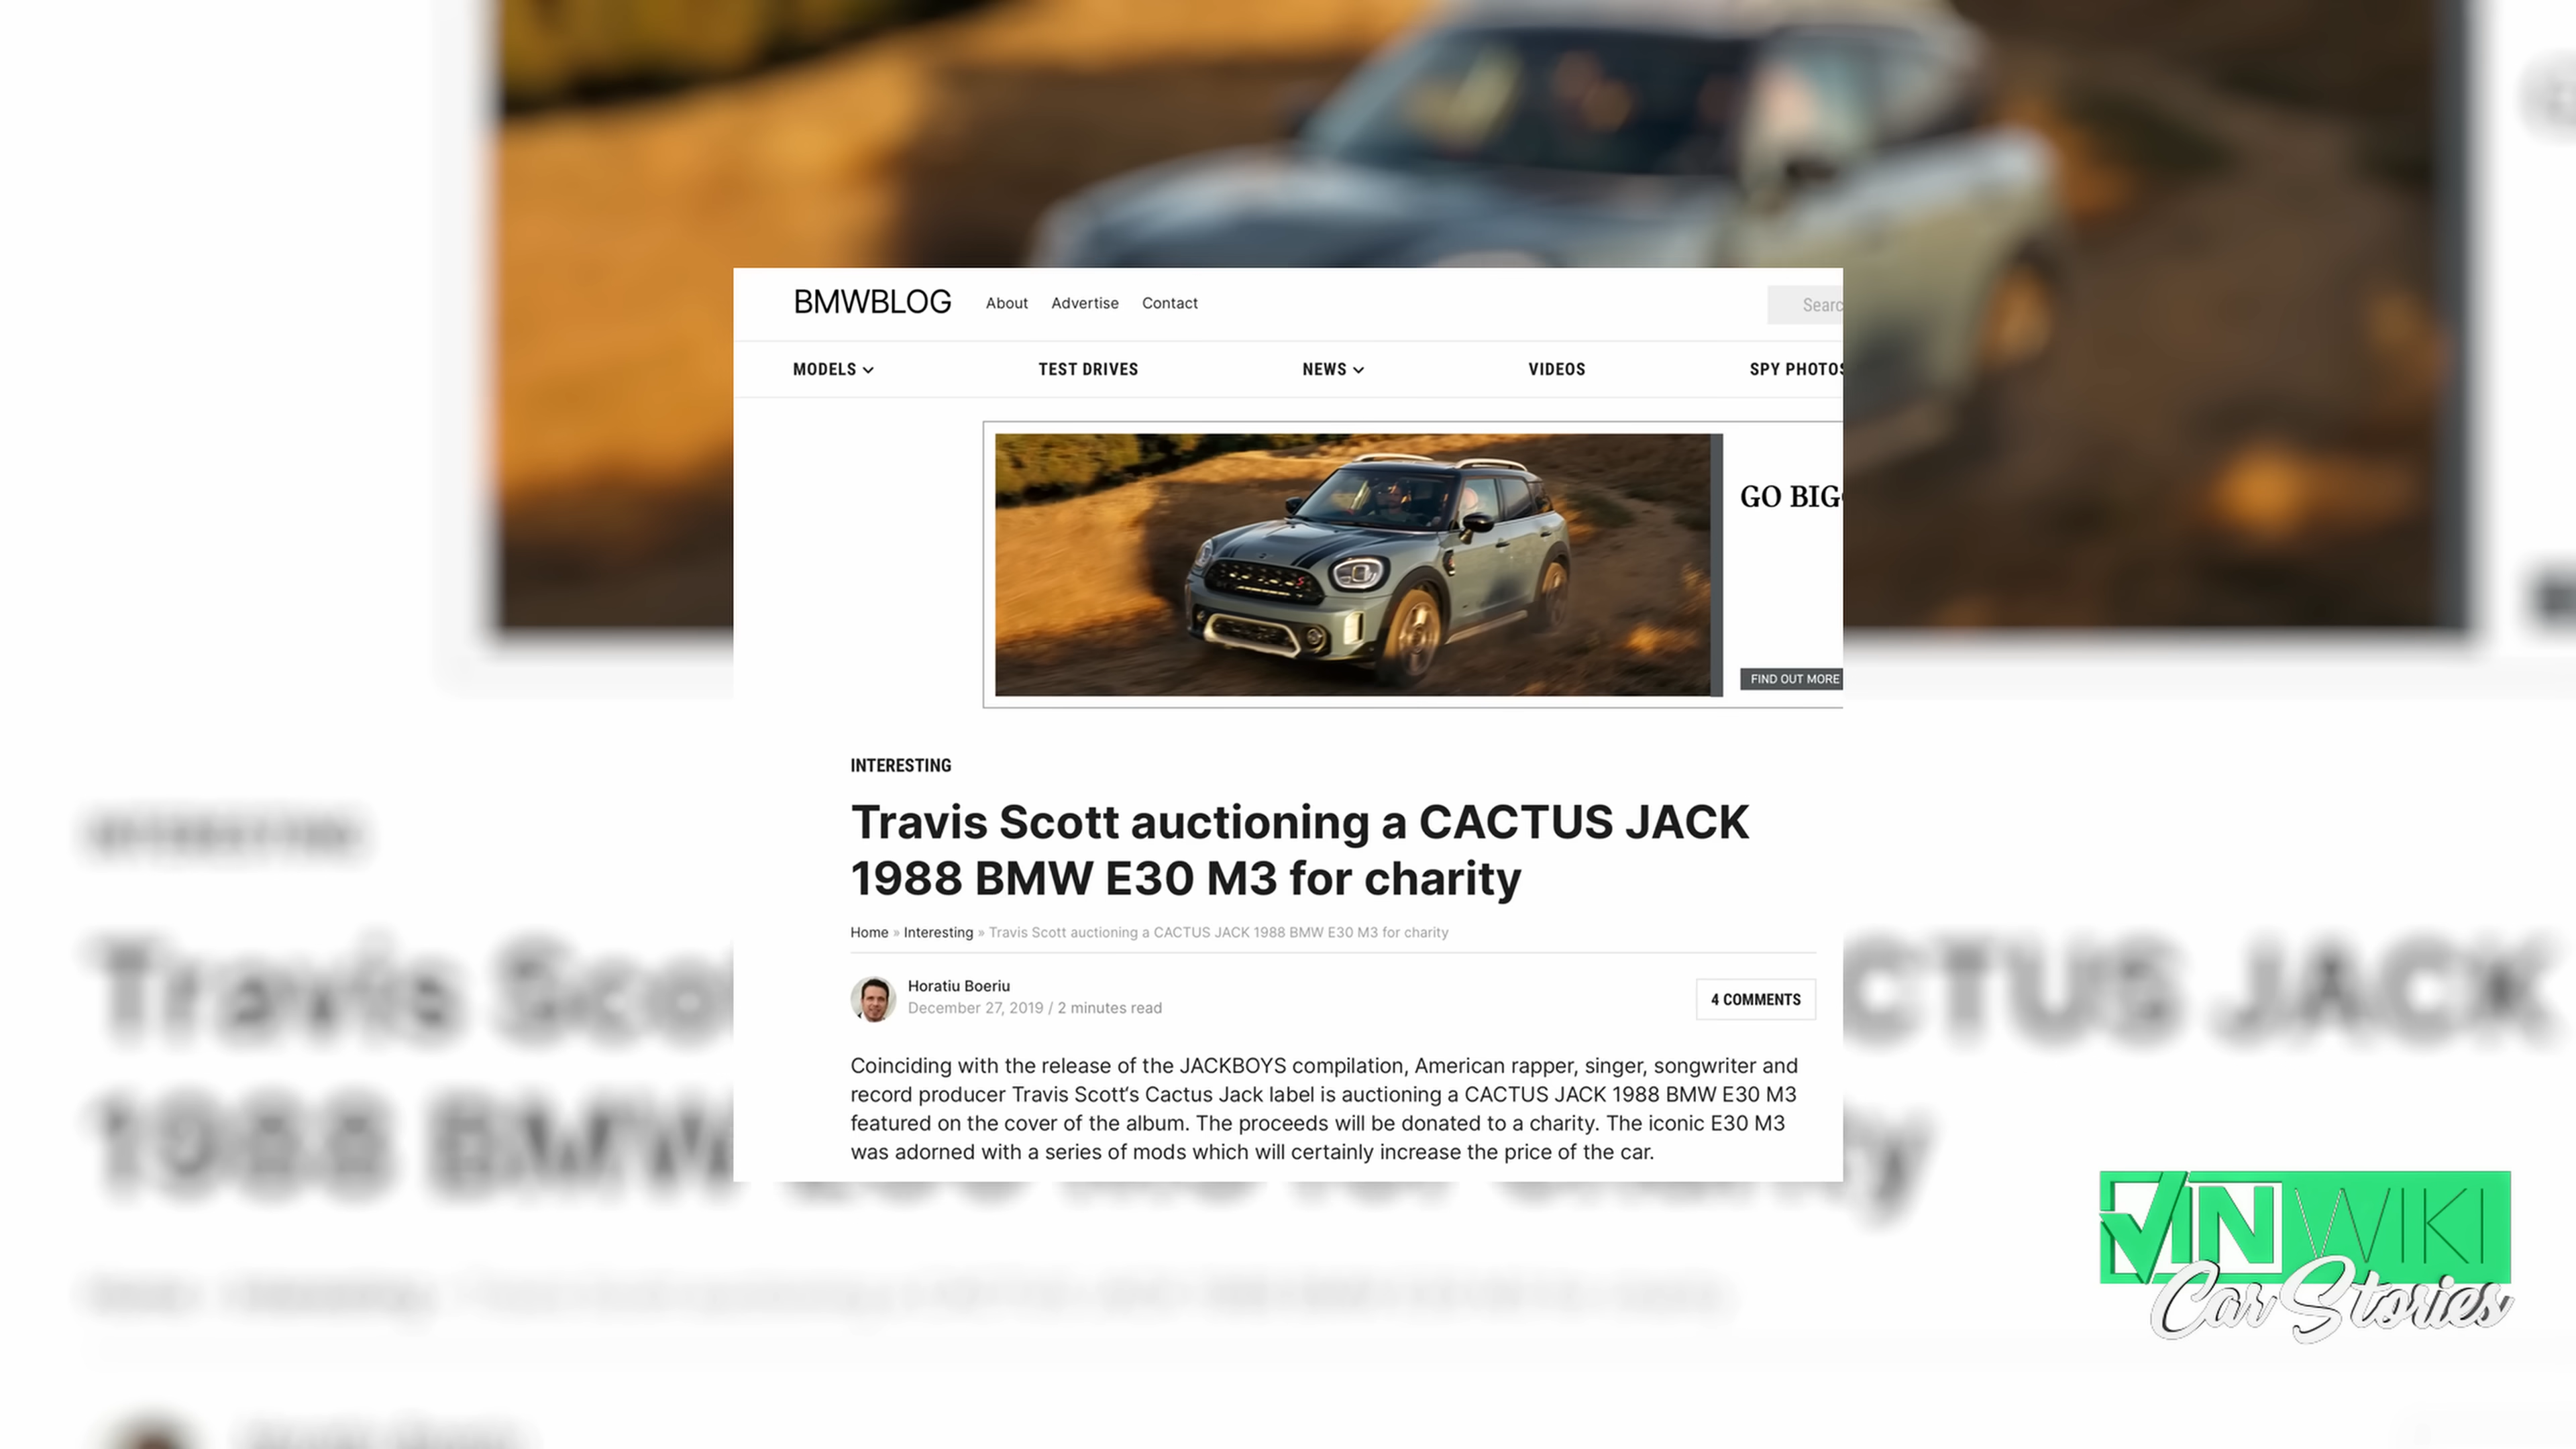 BMWBLOG About Advertise Contact
Searc
MODELS TEST DRIVES NEWS VIDEOS SPY PHOTOS
GO BIG
FIND OUT MORE
INTERESTING
Travis Scott auctioning a CACTUS JACK
1988 BMW E30 M3 for charity
Home » Interesting » Travis Scott auctioning a CACTUS JACK 1988 BMW E30 M3 for charity
Horatiu Boeriu
December 27, 2019 / 2 minutes read
4 COMMENTS
Coinciding with the release of the JACKBOYS compilation, American rapper, singer, songwriter and
record producer Travis Scott‘s Cactus Jack label is auctioning a CACTUS JACK 1988 BMW E30 M3
featured on the cover of the album. The proceeds will be donated to a charity. The iconic E30 M3
was adorned with a series of mods which will certainly increase the price of the car.
VINWIKI
Car Stories